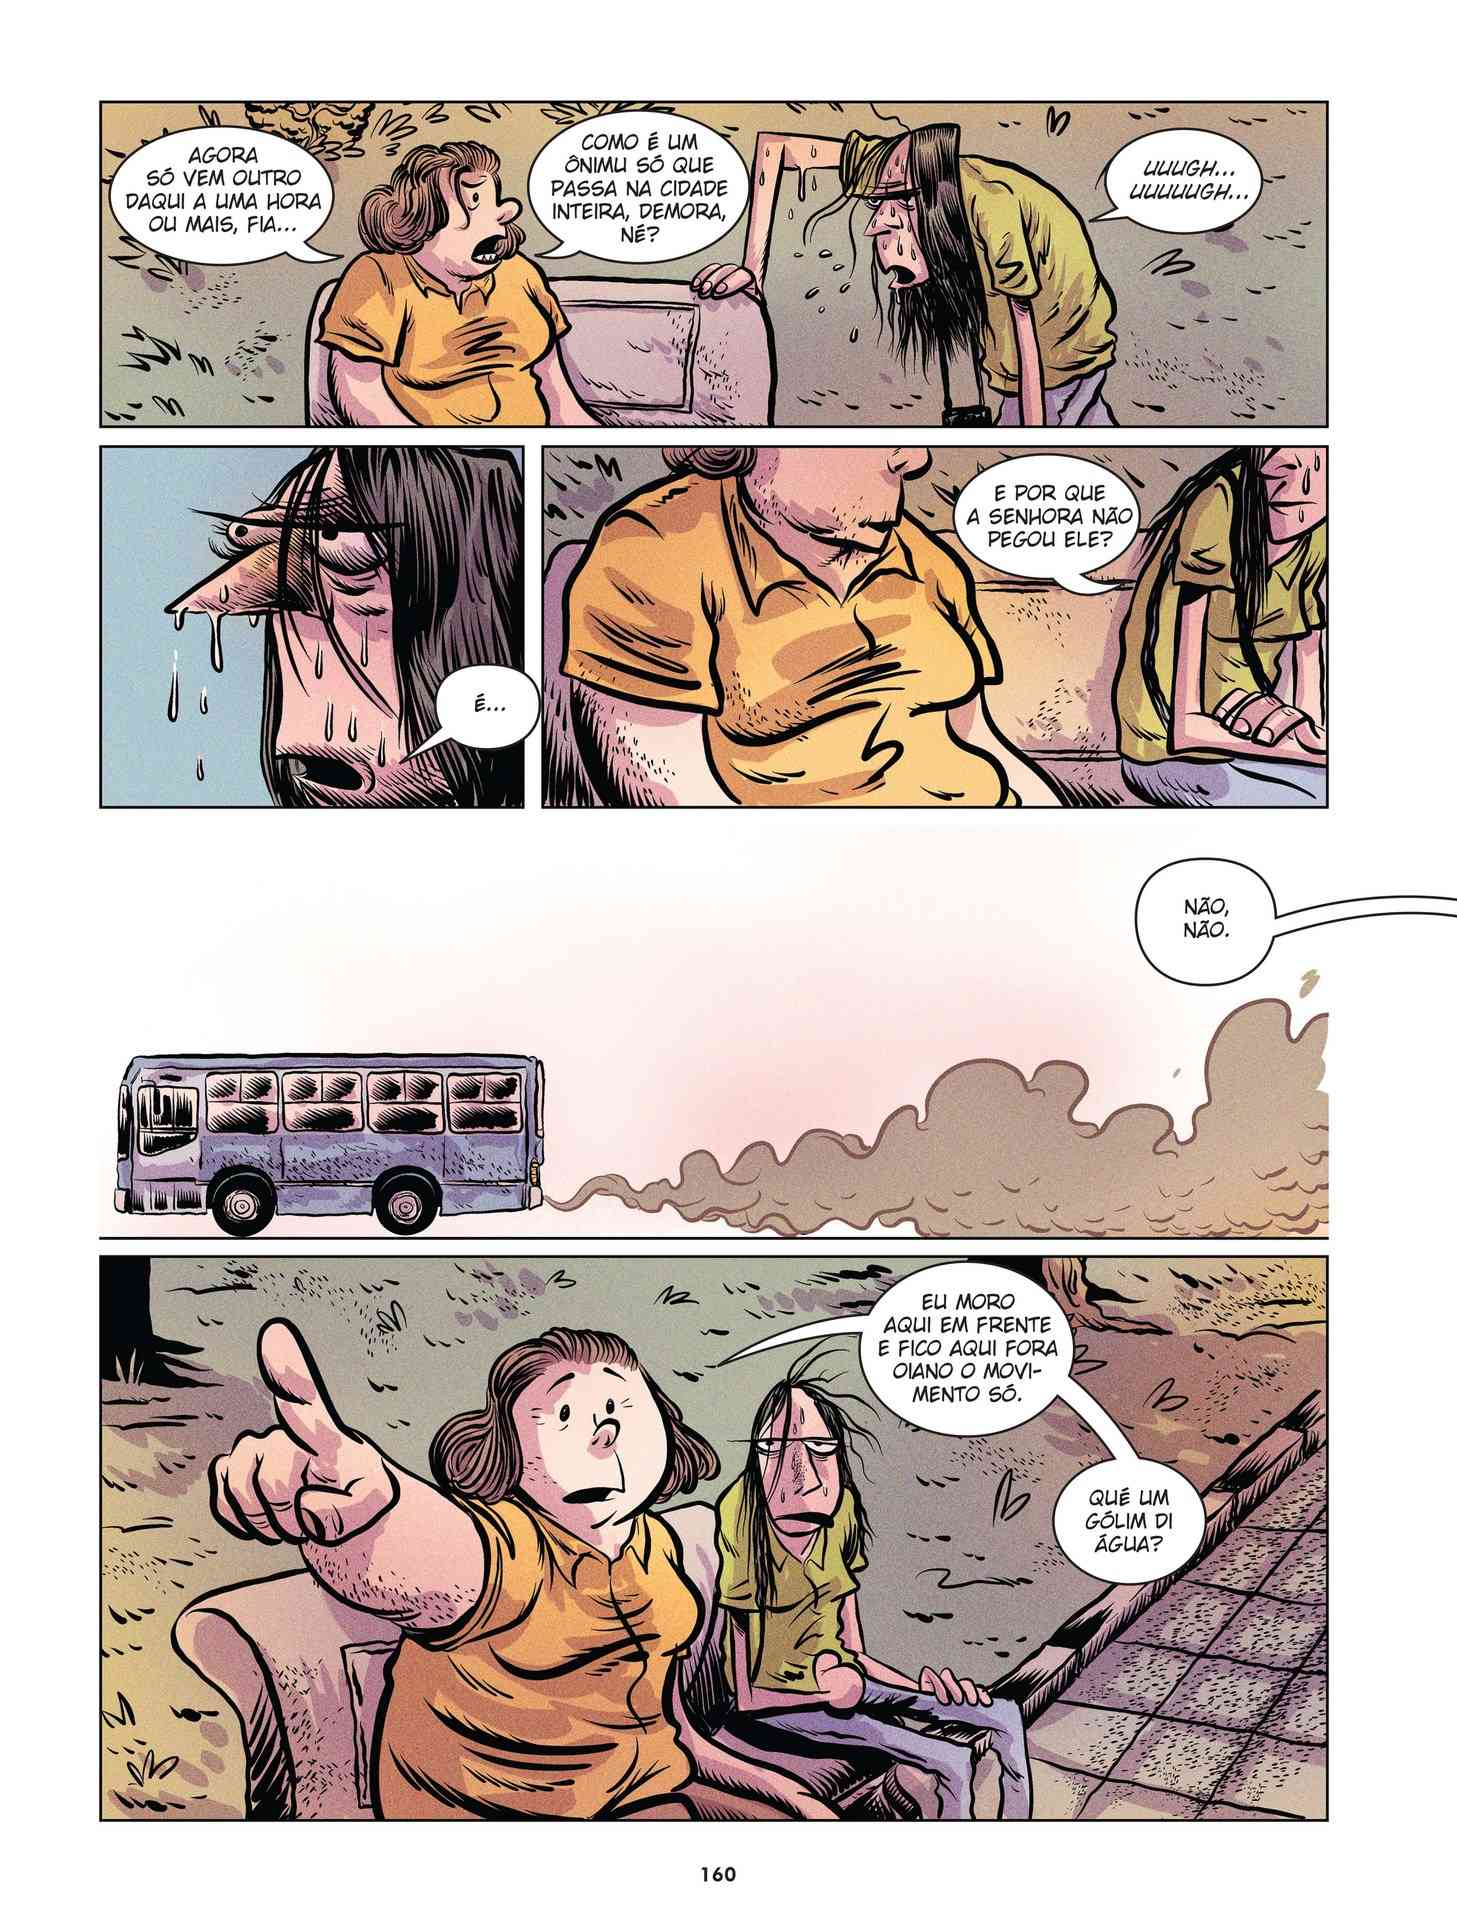 AGORA
SÓ VEM OUTRO
DAQUI A UMA HORA
OU MAIS, FIA...
COMO É UM
ÔNIMU SÓ QUE
PASSA NA CIDADE
INTEIRA, DEMORA,
NÉ?
UUUGH...
UUUUUGH...
É...
E POR QUE
A SENHORA NÃO
PEGOU ELE?
NÃO,
NÃO.
EU MORO
AQUI EM FRENTE
E FICO AQUI FORA
OIANO O MOVI-
MENTO SÓ.
QUÉ UM
GÓLIM DI
ÁGUA?
160